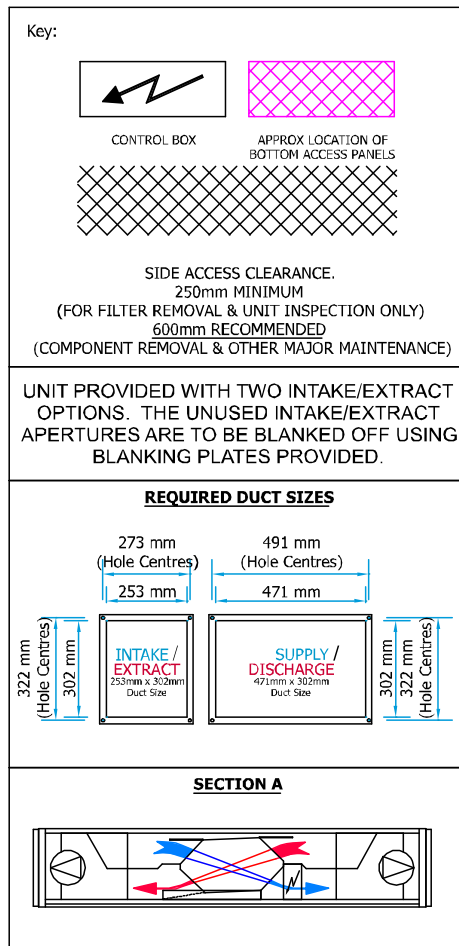 Key:
CONTROL BOX
APPROX LOCATION OF
BOTTOM ACCESS PANELS
SIDE ACCESS CLEARANCE.
250mm MINIMUM
(FOR FILTER REMOVAL & UNIT INSPECTION ONLY)
600mm RECOMMENDED
(COMPONENT REMOVAL & OTHER MAJOR MAINTENANCE)
UNIT PROVIDED WITH TWO INTAKE/EXTRACT
OPTIONS. THE UNUSED INTAKE/EXTRACT
APERTURES ARE TO BE BLANKED OFF USING
BLANKING PLATES PROVIDED.
REQUIRED DUCT SIZES
273 mm
(Hole Centres)
253 mm
491 mm
(Hole Centres)
471 mm
322 mm
(Hole Centres)
302 mm
INTAKE /
EXTRACT
253mm x 302mm
Duct Size
SUPPLY /
DISCHARGE
471mm x 302mm
Duct Size
302 mm
322 mm
(Hole Centres)
SECTION A